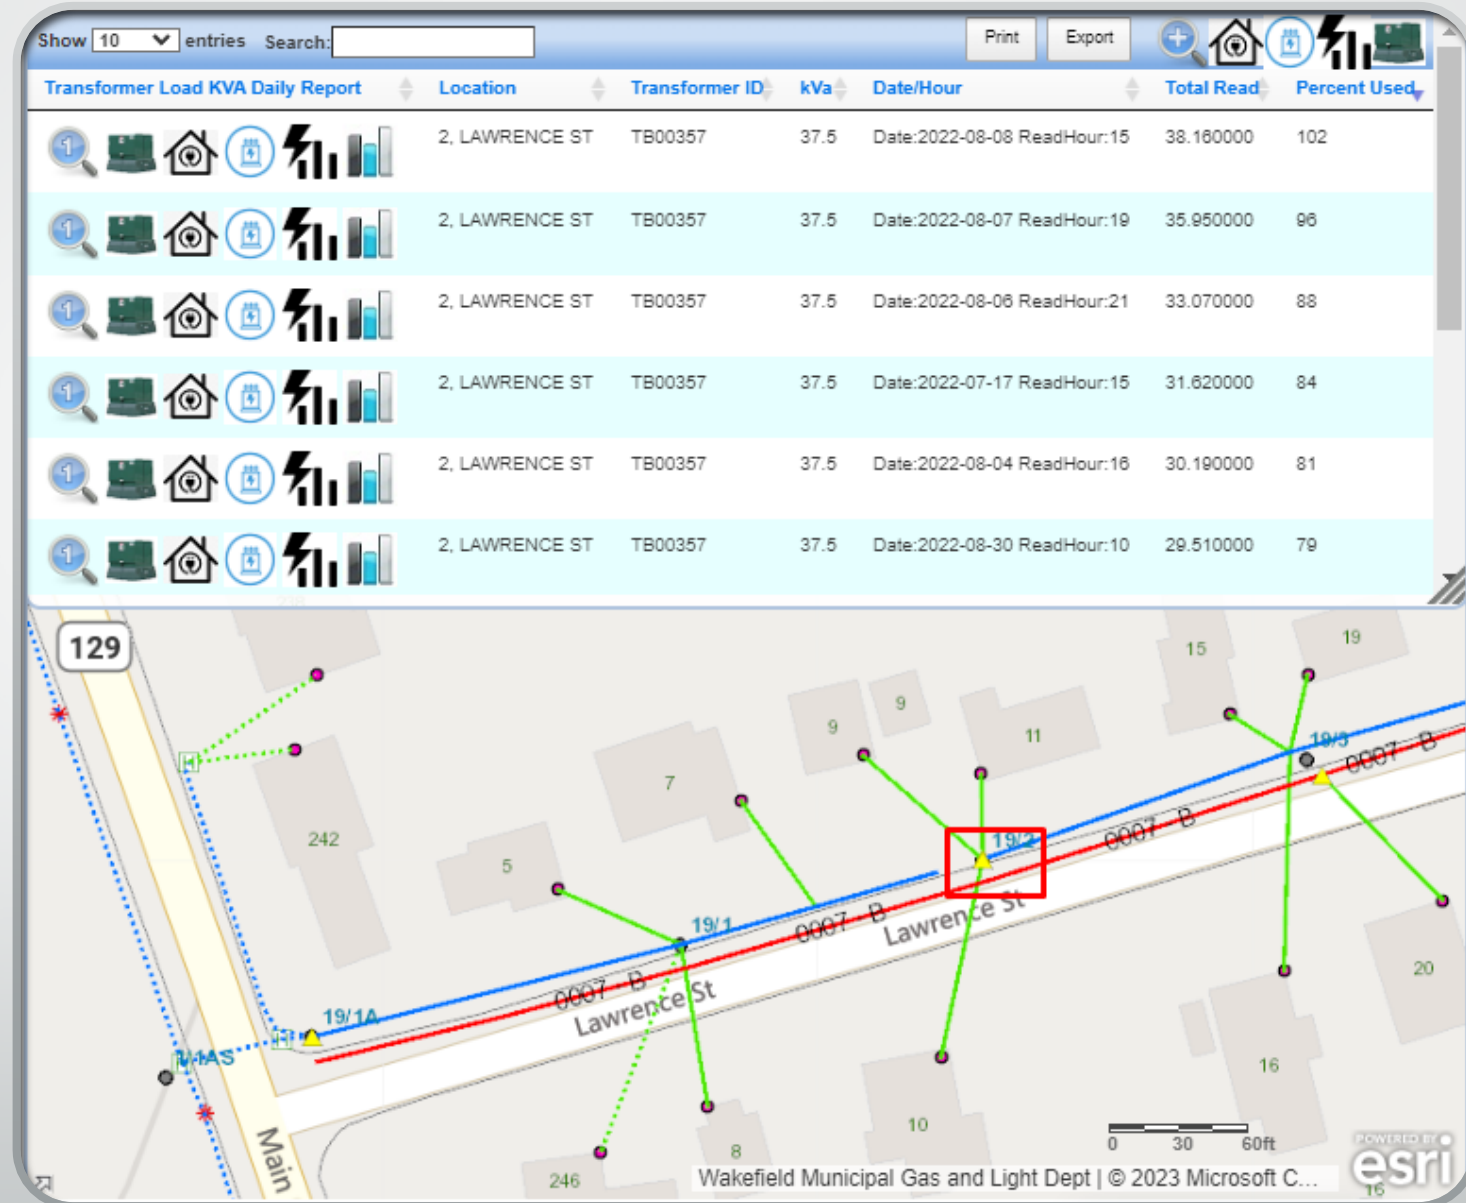 Show 10 entries Search: Print Export
Transformer Load KVA Daily Report Location Transformer ID kVa Date/Hour Total Read Percent Used
1 2, LAWRENCE ST TB00357 37.5 Date:2022-08-08 ReadHour:15 38.160000 102
1 2, LAWRENCE ST TB00357 37.5 Date:2022-08-07 ReadHour:19 35.950000 96
1 2, LAWRENCE ST TB00357 37.5 Date:2022-08-06 ReadHour:21 33.070000 88
1 2, LAWRENCE ST TB00357 37.5 Date:2022-07-17 ReadHour:15 31.620000 84
1 2, LAWRENCE ST TB00357 37.5 Date:2022-08-04 ReadHour:16 30.190000 81
1 2, LAWRENCE ST TB00357 37.5 Date:2022-08-30 ReadHour:10 29.510000 79
129
15
19
9
9
11
19/3
0007 B
H
7
242
19/2
0007 B
5
19/1
0007 B
Lawrence St
20
0007 B
Lawrence St
19/1A
H
H
16
10
8
246
Main
0 30 60ft
POWERED BY
esri
Wakefield Municipal Gas and Light Dept | © 2023 Microsoft C...
16